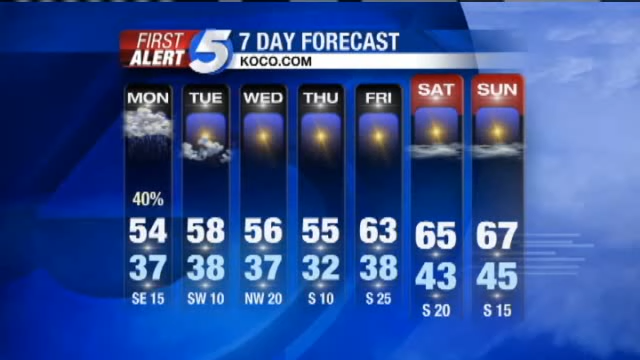 FIRST ALERT 5 7 DAY FORECAST
KOCO.COM
MON TUE WED THU FRI SAT SUN
40%
54 58 56 55 63 65 67
37 38 37 32 38 43 45
SE 15 SW 10 NW 20 S 10 S 25 S 20 S 15